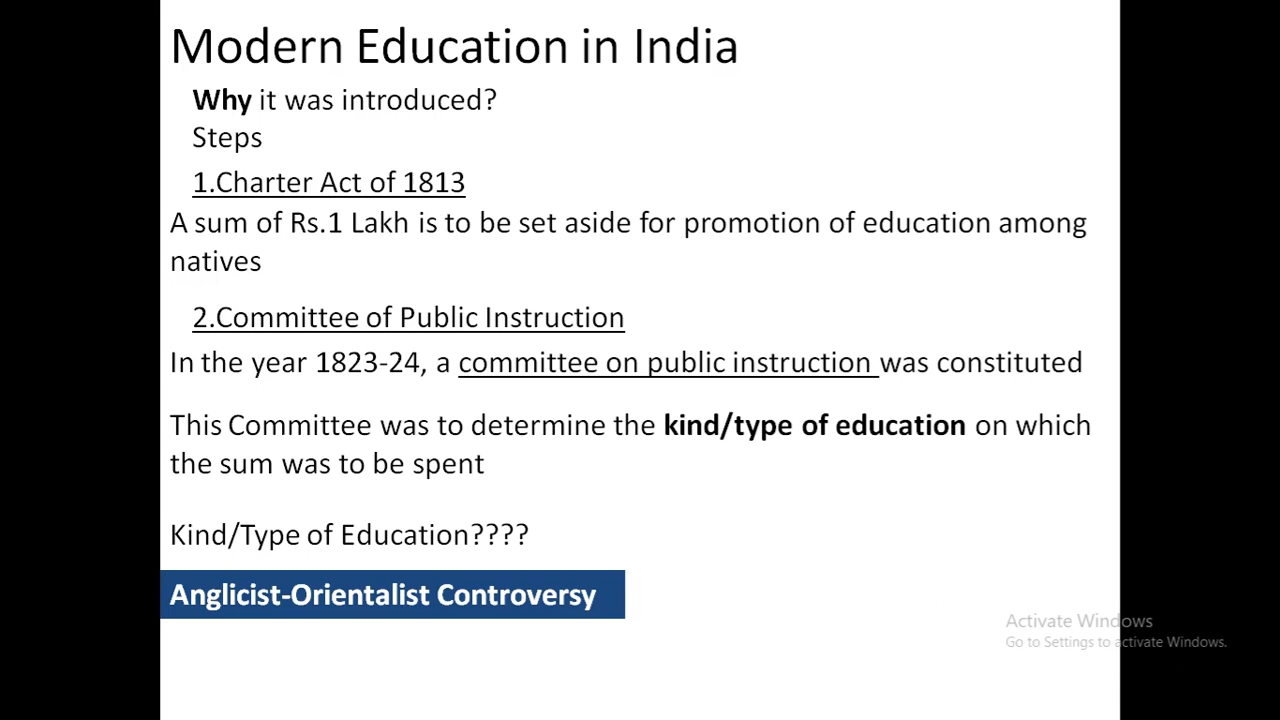 Modern Education in India
Why it was introduced?
Steps
1.Charter Act of 1813
A sum of Rs.1 Lakh is to be set aside for promotion of education among
natives
2.Committee of Public Instruction
In the year 1823-24, a committee on public instruction was constituted
This Committee was to determine the kind/type of education on which
the sum was to be spent
Kind/Type of Education????
Anglicist-Orientalist Controversy
Activate Windows
Go to Settings to activate Windows.